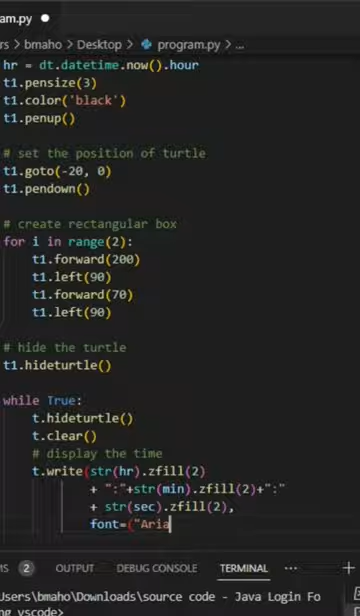 am.py
rs > bmaho > Desktop > program.py > ...
hr = dt.datetime.now().hour
t1.pensize(3)
t1.color('black')
t1.penup()
# set the position of turtle
t1.goto(-20, 0)
t1.pendown()
# create rectangular box
for i in range(2):
    t1.forward(200)
    t1.left(90)
    t1.forward(70)
    t1.left(90)
# hide the turtle
t1.hideturtle()
while True:
    t.hideturtle()
    t.clear()
    # display the time
    t.write(str(hr).zfill(2)
            + ":"+str(min).zfill(2)+":"
            + str(sec).zfill(2),
            font=("Aria
MS 2 OUTPUT DEBUG CONSOLE TERMINAL ...
Users\bmaho\Downloads\source code - Java Login Fo
ng vscode>